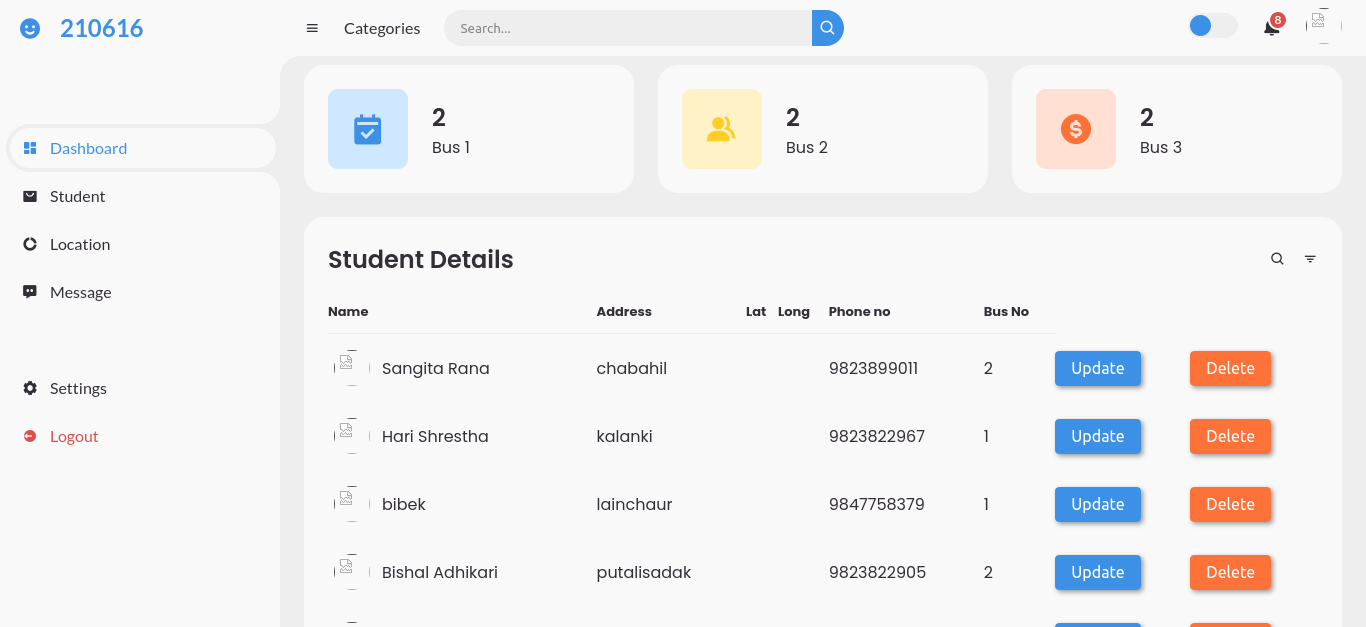 210616
Categories
Search...
8
Dashboard
Student
Location
Message
Settings
Logout
2
Bus 1
2
Bus 2
2
Bus 3
Student Details
Name Address Lat Long Phone no Bus No
Sangita Rana chabahil 9823899011 2 Update Delete
Hari Shrestha kalanki 9823822967 1 Update Delete
bibek lainchaur 9847758379 1 Update Delete
Bishal Adhikari putalisadak 9823822905 2 Update Delete